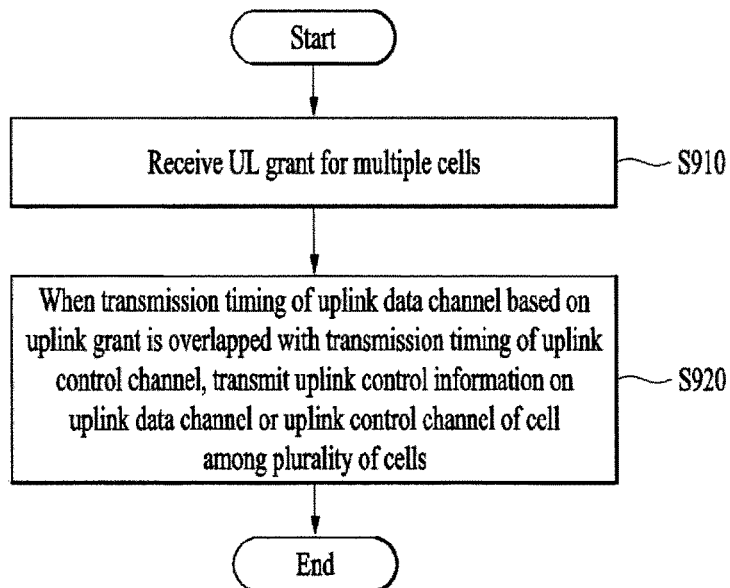 Start
Receive UL grant for multiple cells
S910
When transmission timing of uplink data channel based on
uplink grant is overlapped with transmission timing of uplink
control channel, transmit uplink control information on
uplink data channel or uplink control channel of cell
among plurality of cells
S920
End